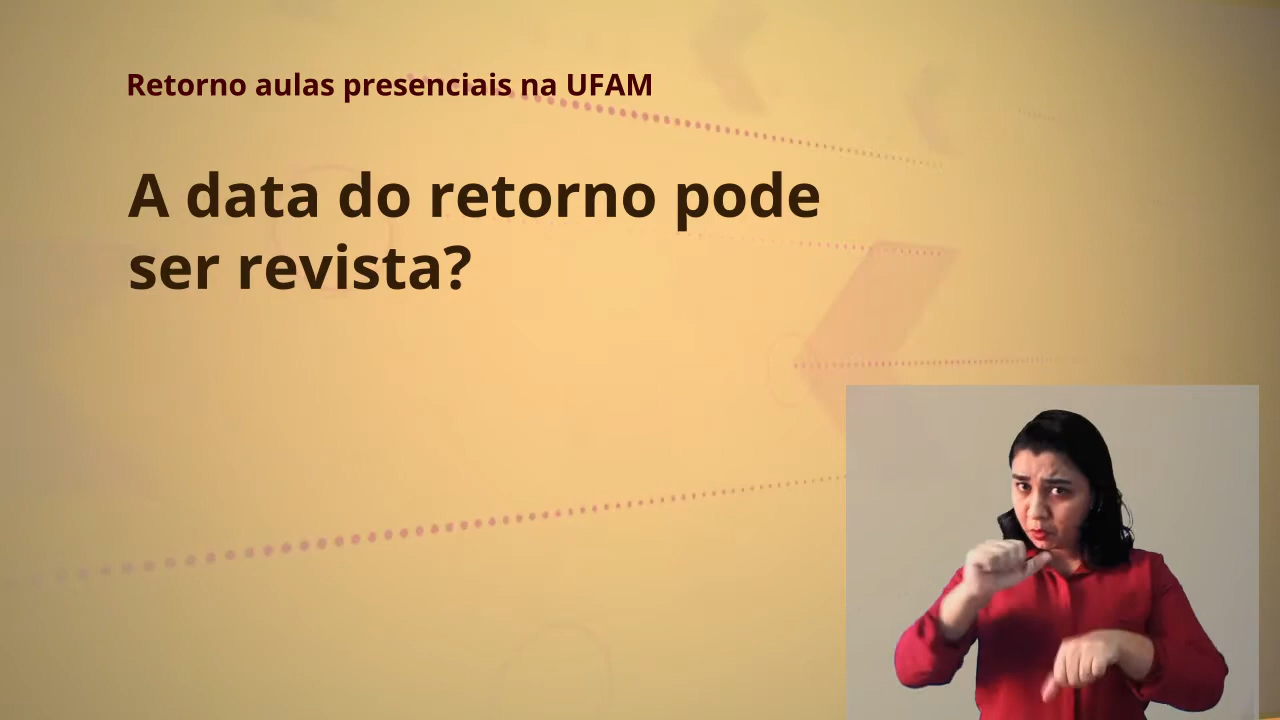 Retorno aulas presenciais na UFAM
A data do retorno pode
ser revista?